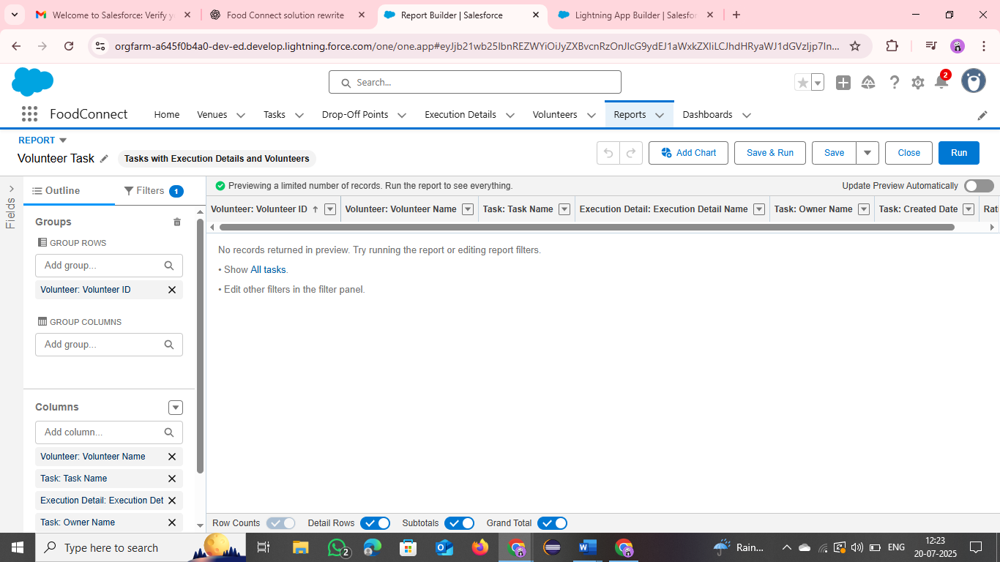 Welcome to Salesforce: Verify y
Food Connect solution rewrite
Report Builder | Salesforce
Lightning App Builder | Salesfor
orgfarm-a645f0b4a0-dev-ed.develop.lightning.force.com/one/one.app#eyJjb21wb25lbnREZWYiOiJyZXBvcnRzOnJlcG9ydEJ1aWxkZXIiLCJhdHRyaWJ1dGVzIjp7In...
Search...
2
FoodConnect
Home
Venues
Tasks
Drop-Off Points
Execution Details
Volunteers
Reports
Dashboards
REPORT
Volunteer Task
Tasks with Execution Details and Volunteers
Add Chart
Save & Run
Save
Close
Run
Fields
Outline
Filters
1
Previewing a limited number of records. Run the report to see everything.
Update Preview Automatically
Groups
GROUP ROWS
Add group...
Volunteer: Volunteer ID
GROUP COLUMNS
Add group...
Columns
Add column...
Volunteer: Volunteer Name
Task: Task Name
Execution Detail: Execution Det
Task: Owner Name
Volunteer: Volunteer ID
Volunteer: Volunteer Name
Task: Task Name
Execution Detail: Execution Detail Name
Task: Owner Name
Task: Created Date
Rat
No records returned in preview. Try running the report or editing report filters.
• Show All tasks.
• Edit other filters in the filter panel.
Row Counts
Detail Rows
Subtotals
Grand Total
Type here to search
2
Rain...
ENG
12:23
20-07-2025